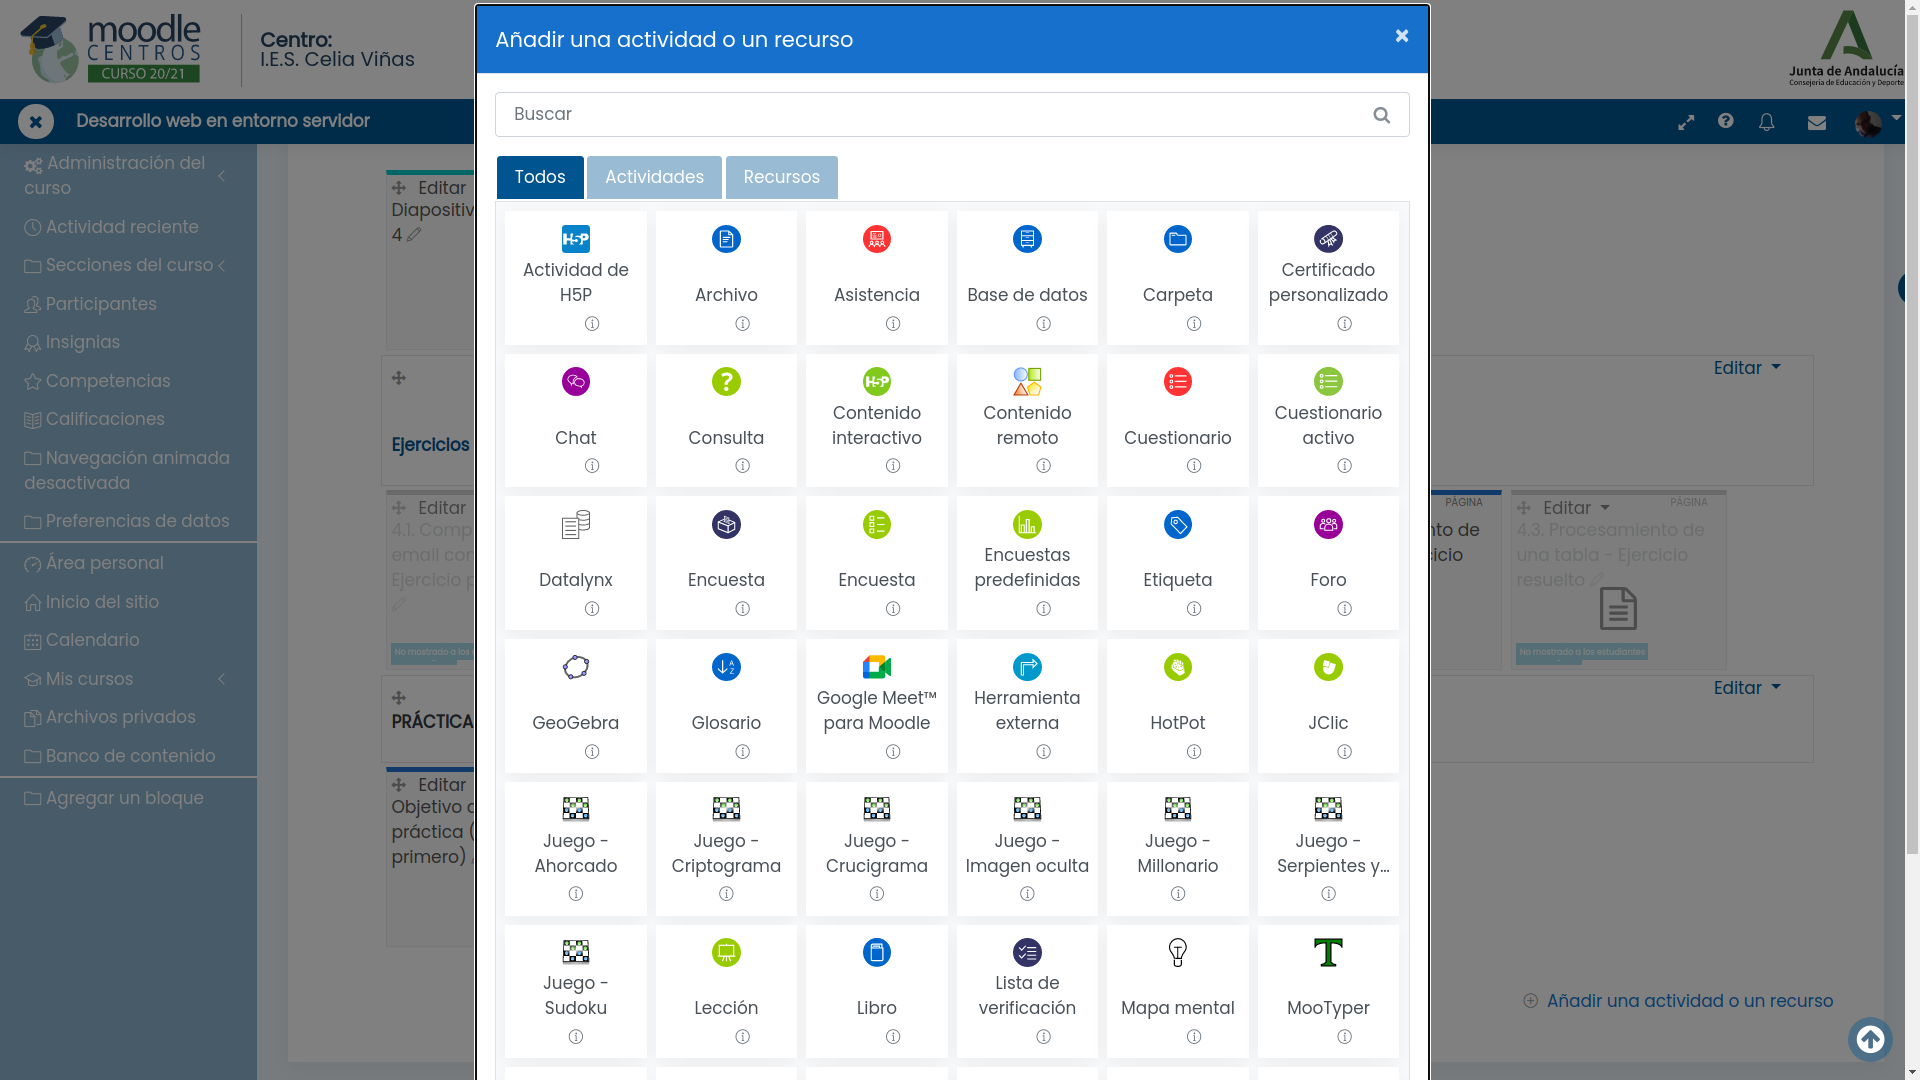 moodle
CENTROS
CURSO 20/21
Centro:
I.E.S. Celia Viñas
Junta de Andalucía
Consejería de Educación y Deporte
Desarrollo web en entorno servidor
Administración del
curso
Actividad reciente
Secciones del curso
Participantes
Insignias
Competencias
Calificaciones
Navegación animada
desactivada
Preferencias de datos
Área personal
Inicio del sitio
Calendario
Mis cursos
Archivos privados
Banco de contenido
Agregar un bloque
Editar
Diapositiv
4
Ejercicios
Editar
4.1. Comp
email con
Ejercicio p
No mostrado a los e
PRÁCTICA
Editar
Objetivo d
práctica (
primero)
Añadir una actividad o un recurso
×
Buscar
Todos
Actividades
Recursos
H5P
Actividad de
H5P
Archivo
Asistencia
Base de datos
Carpeta
Certificado
personalizado
Chat
?
Consulta
H5P
Contenido
interactivo
Contenido
remoto
Cuestionario
Cuestionario
activo
Datalynx
Encuesta
Encuesta
Encuestas
predefinidas
Etiqueta
Foro
GeoGebra
A
Z
Glosario
Google Meet™
para Moodle
Herramienta
externa
HotPot
JClic
Juego -
Ahorcado
Juego -
Criptograma
Juego -
Crucigrama
Juego -
Imagen oculta
Juego -
Millonario
Juego -
Serpientes y...
Juego -
Sudoku
Lección
Libro
Lista de
verificación
Mapa mental
T
MooTyper
Editar
PÁGINA
nto de
icio
PÁGINA
Editar
4.3. Procesamiento de
una tabla - Ejercicio
resuelto
No mostrado a los estudiantes
Editar
Añadir una actividad o un recurso